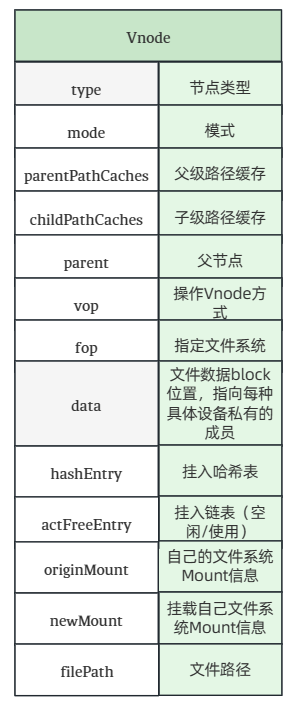 Vnode
type 节点类型
mode 模式
parentPathCaches 父级路径缓存
childPathCaches 子级路径缓存
parent 父节点
vop 操作Vnode方
式
fop 指定文件系统
文件数据block
位置，指向每种
data 具体设备私有的
成员
hashEntry 挂入哈希表
actFreeEntry 挂入链表（空
闲/使用）
originMount 自己的文件系统
Mount信息
newMount 挂载自己文件系
统Mount信息
filePath 文件路径